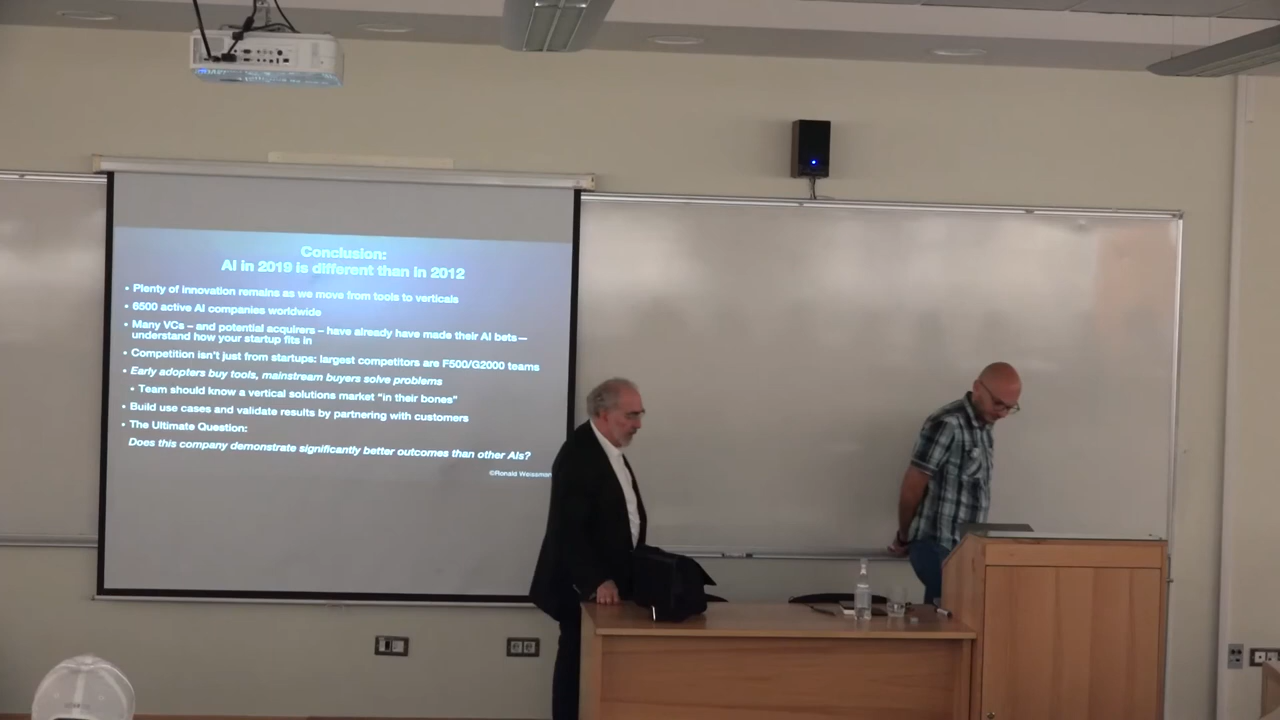 Conclusion:
AI in 2019 is different than in 2012
• Plenty of innovation remains as we move from tools to verticals
• 6500 active AI companies worldwide
• Many VCs – and potential acquirers – have already have made their AI bets—
understand how your startup fits in
• Competition isn't just from startups: largest competitors are F500/G2000 teams
• Early adopters buy tools, mainstream buyers solve problems
• Team should know a vertical solutions market "in their bones"
• Build use cases and validate results by partnering with customers
• The Ultimate Question:
Does this company demonstrate significantly better outcomes than other AIs?
©Ronald Weissman